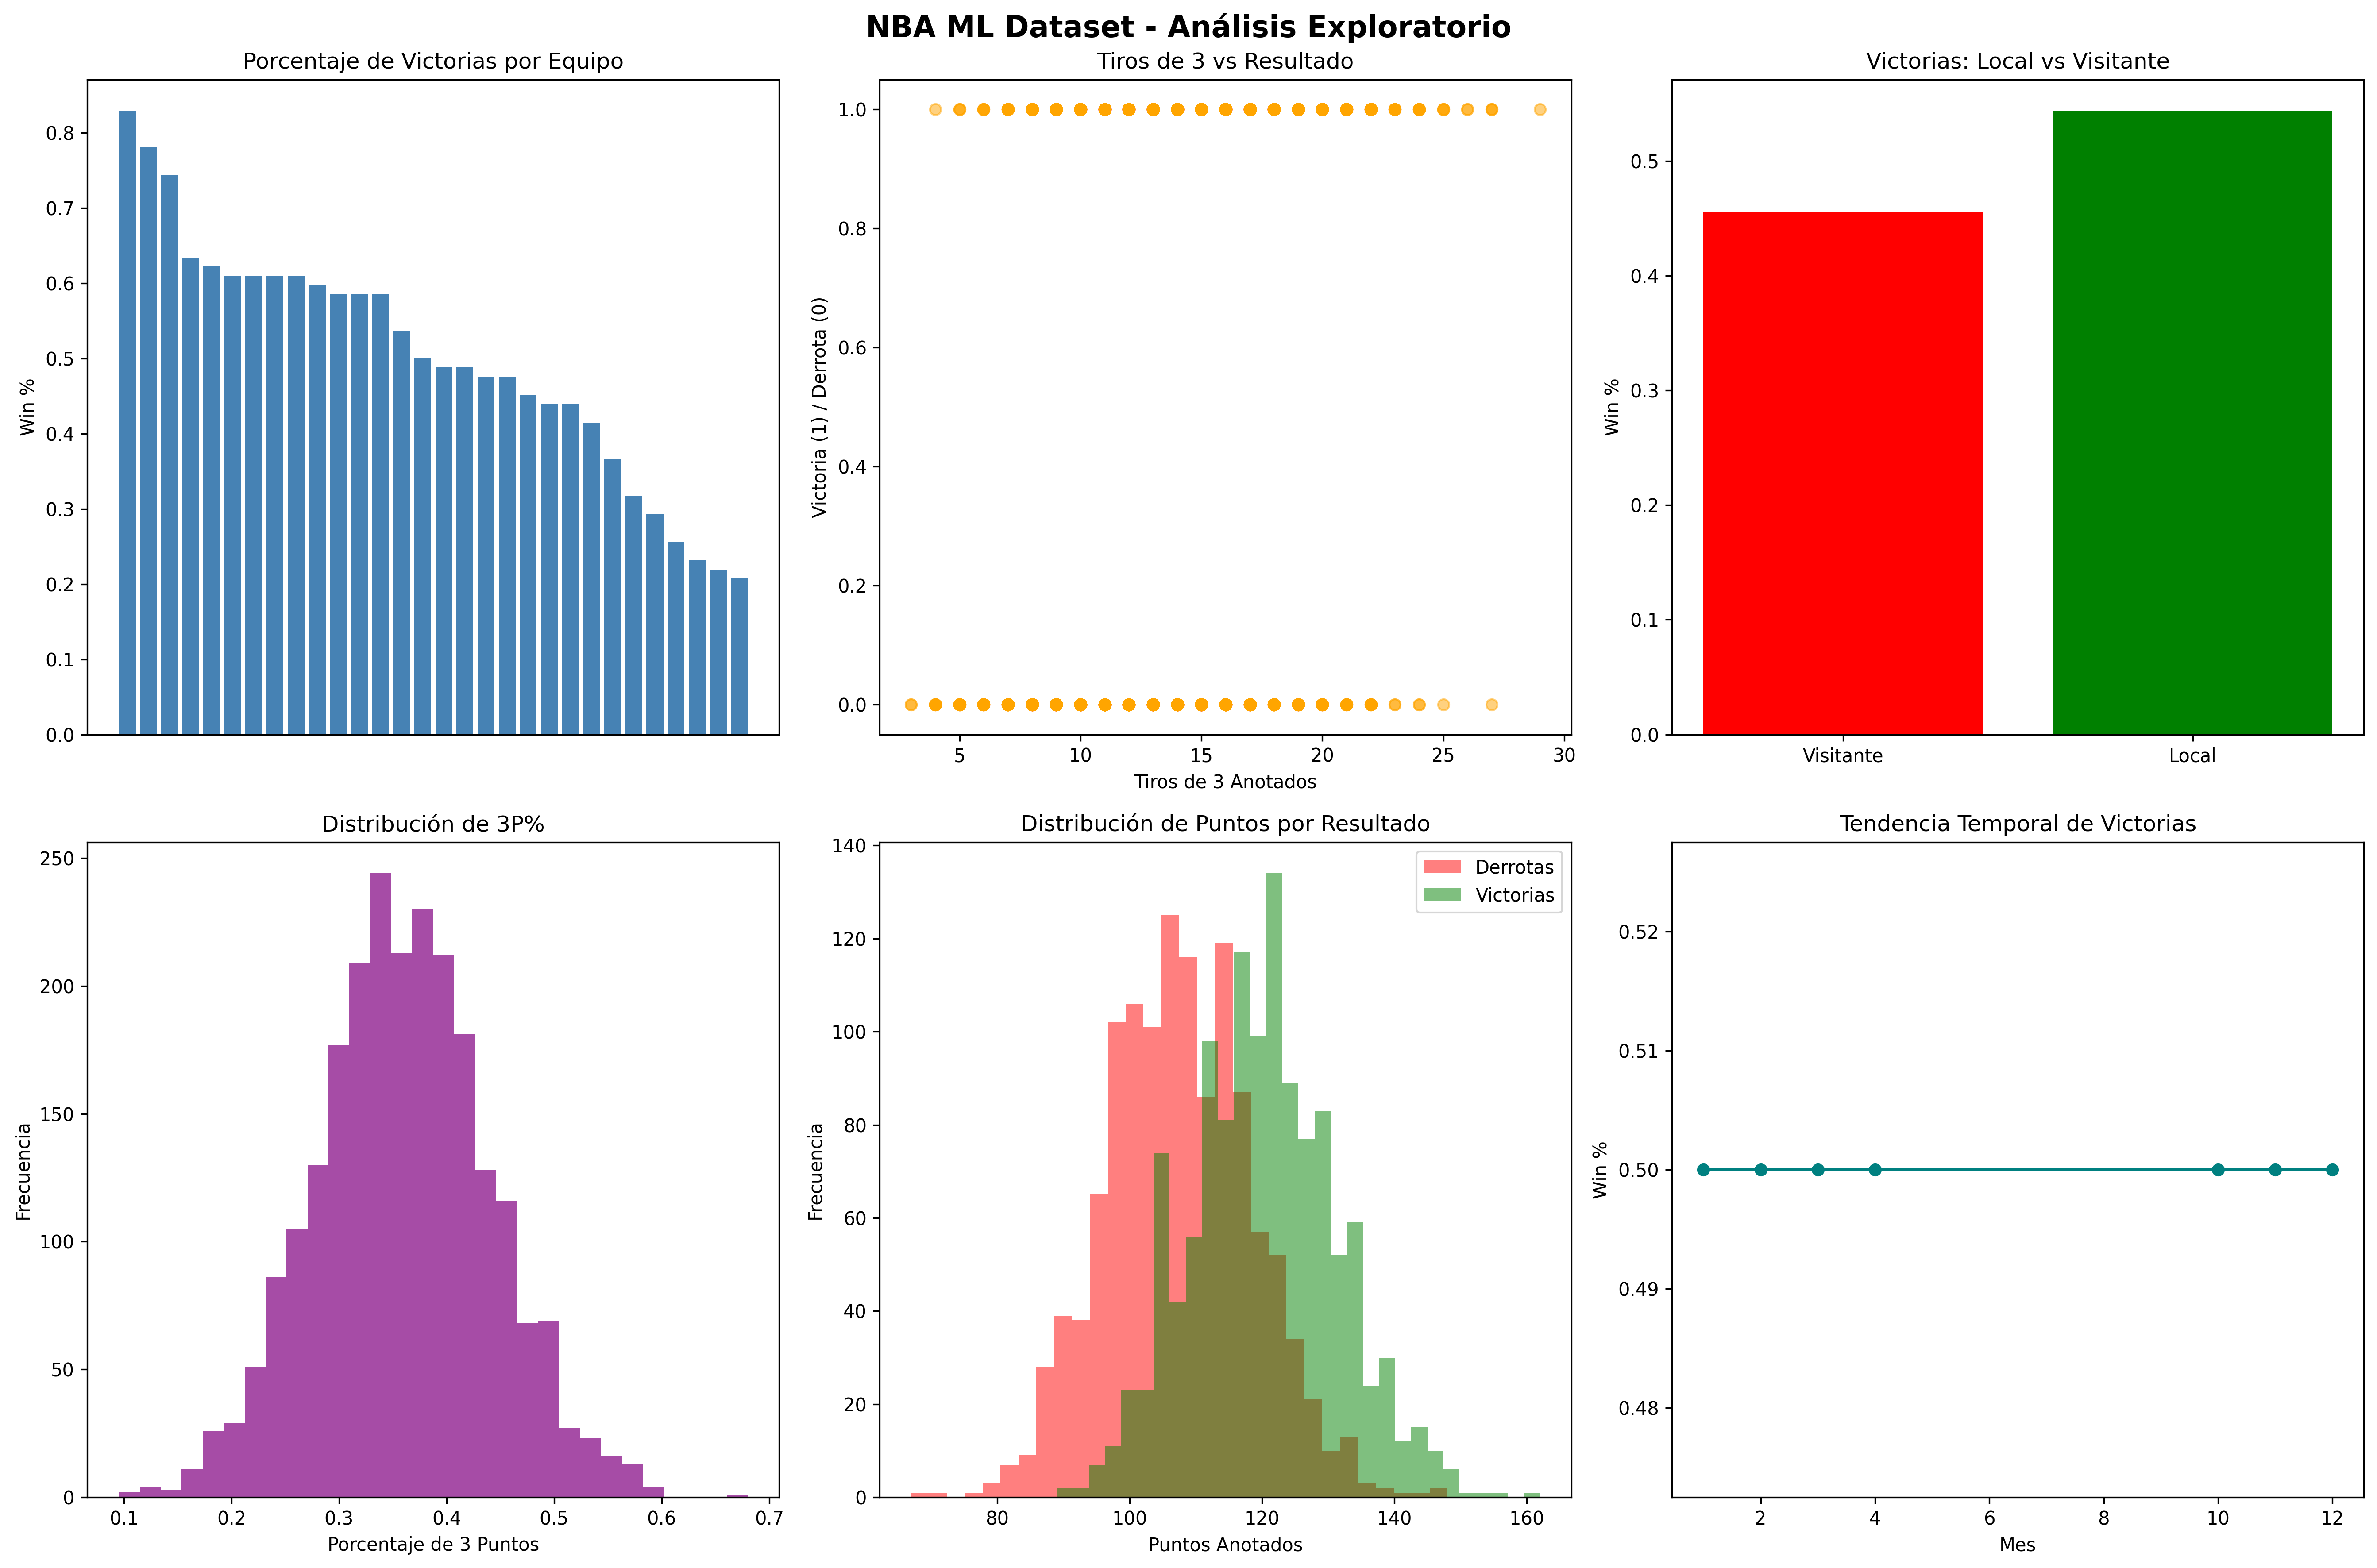 NBA ML Dataset - Análisis Exploratorio
Porcentaje de Victorias por Equipo
Win %
0.8
0.7
0.6
0.5
0.4
0.3
0.2
0.1
0.0
Tiros de 3 vs Resultado
Victoria (1) / Derrota (0)
1.0
0.8
0.6
0.4
0.2
0.0
5 10 15 20 25 30
Tiros de 3 Anotados
Victorias: Local vs Visitante
Win %
0.5
0.4
0.3
0.2
0.1
0.0
Visitante Local
Distribución de 3P%
Frecuencia
250
200
150
100
50
0
0.1 0.2 0.3 0.4 0.5 0.6 0.7
Porcentaje de 3 Puntos
Distribución de Puntos por Resultado
Frecuencia
140
120
100
80
60
40
20
0
Derrotas
Victorias
80 100 120 140 160
Puntos Anotados
Tendencia Temporal de Victorias
Win %
0.52
0.51
0.50
0.49
0.48
2 4 6 8 10 12
Mes